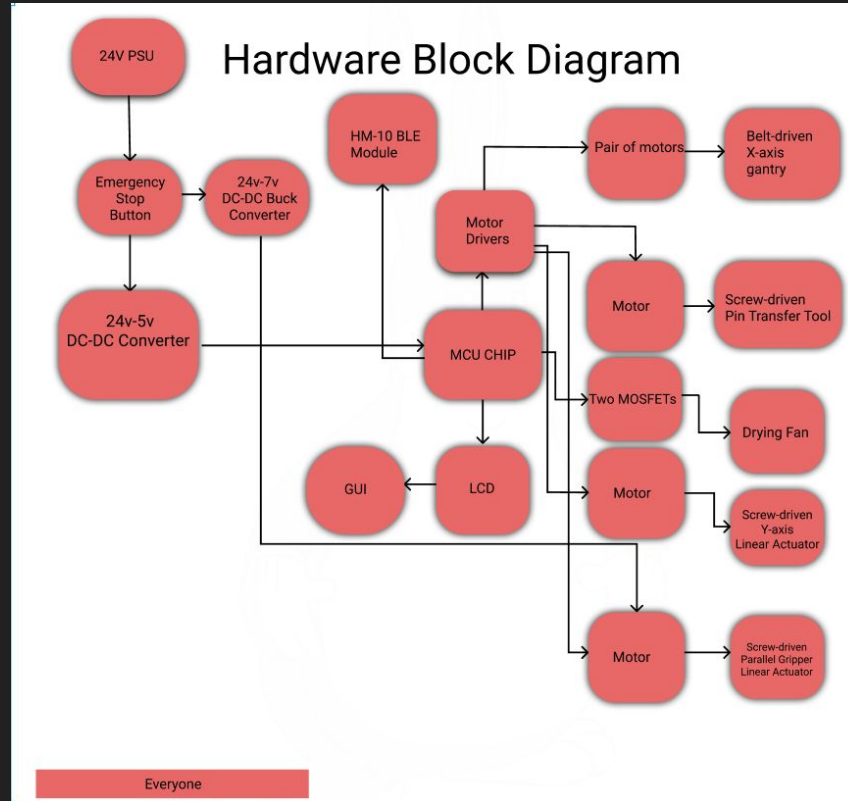 Hardware Block Diagram
24V PSU
HM-10 BLE
Module
Pair of motors
Belt-driven
X-axis
gantry
Emergency
Stop
Button
24v-7v
DC-DC Buck
Converter
Motor
Drivers
Motor
Screw-driven
Pin Transfer Tool
24v-5v
DC-DC Converter
MCU CHIP
Two MOSFETs
Drying Fan
GUI
LCD
Motor
Screw-driven
Y-axis
Linear Actuator
Motor
Screw-driven
Parallel Gripper
Linear Actuator
Everyone